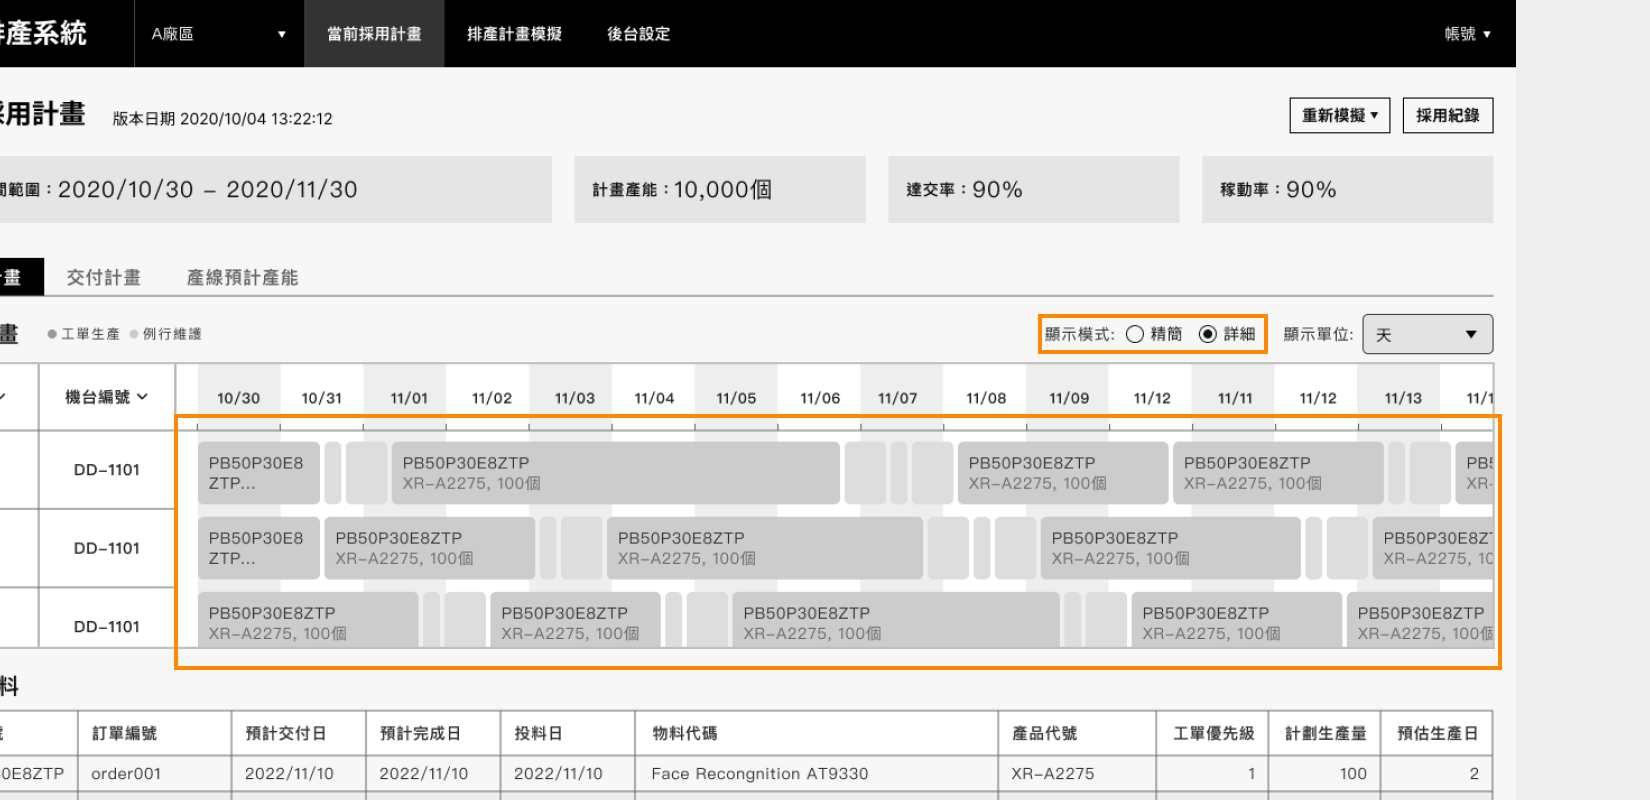 產系統 A廠區 ▼ 當前採用計畫 排產計畫模擬 後台設定 帳號 ▼
採用計畫 版本日期 2020/10/04 13:22:12 重新模擬 ▼ 採用紀錄
間範圍：2020/10/30 – 2020/11/30 計畫產能：10,000個 達交率：90% 稼動率：90%
畫 交付計畫 產線預計產能
畫 工單生產 例行維護 顯示模式: 精簡 詳細 顯示單位: 天 ▼
機台編號 10/30 10/31 11/01 11/02 11/03 11/04 11/05 11/06 11/07 11/08 11/09 11/12 11/11 11/12 11/13 11/1
DD-1101
PB50P30E8 PB50P30E8ZTP PB50P30E8ZTP PB50P30E8ZTP PB5
ZTP... XR-A2275, 100個 XR-A2275, 100個 XR-A2275, 100個 XR-
DD-1101
PB50P30E8 PB50P30E8ZTP PB50P30E8ZTP PB50P30E8ZTP PB50P30E8ZT
ZTP... XR-A2275, 100個 XR-A2275, 100個 XR-A2275, 100個 XR-A2275, 10
DD-1101
PB50P30E8ZTP PB50P30E8ZTP PB50P30E8ZTP PB50P30E8ZTP PB50P30E8ZTP
XR-A2275, 100個 XR-A2275, 100個 XR-A2275, 100個 XR-A2275, 100個 XR-A2275, 100個
料
訂單編號 預計交付日 預計完成日 投料日 物料代碼 產品代號 工單優先級 計劃生產量 預估生產日
0E8ZTP order001 2022/11/10 2022/11/10 2022/11/10 Face Recongnition AT9330 XR-A2275 1 100 2